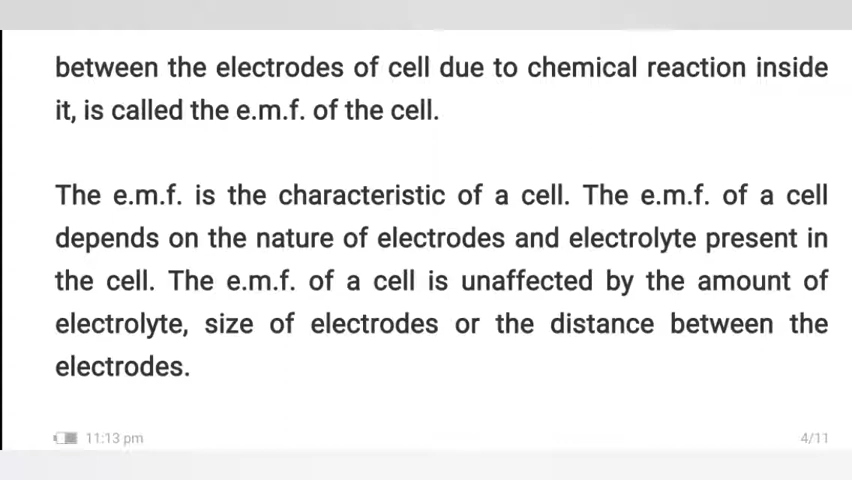 between the electrodes of cell due to chemical reaction inside
it, is called the e.m.f. of the cell.
The e.m.f. is the characteristic of a cell. The e.m.f. of a cell
depends on the nature of electrodes and electrolyte present in
the cell. The e.m.f. of a cell is unaffected by the amount of
electrolyte, size of electrodes or the distance between the
electrodes.
11:13 pm
4/11